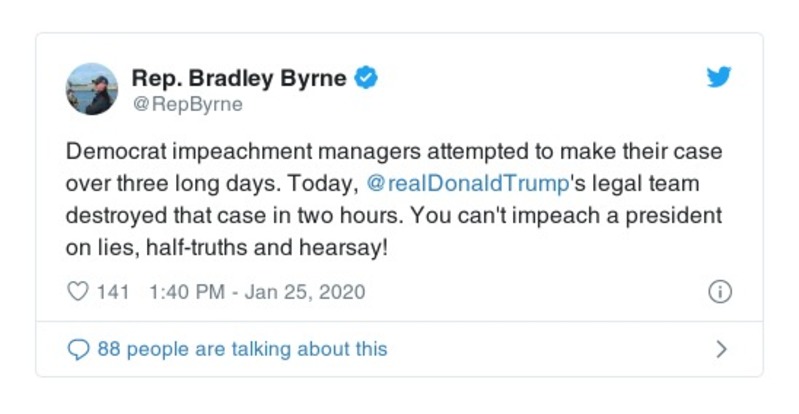 Rep. Bradley Byrne
@RepByrne
Democrat impeachment managers attempted to make their case
over three long days. Today, @realDonaldTrump's legal team
destroyed that case in two hours. You can't impeach a president
on lies, half-truths and hearsay!
141 1:40 PM - Jan 25, 2020
88 people are talking about this